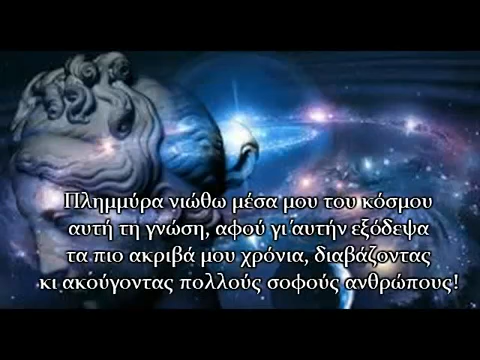 Πλημμύρα νιώθω μέσα μου του κόσμου
αυτή τη γνώση, αφού γι΄αυτήν εξόδεψα
τα πιο ακριβά μου χρόνια, διαβάζοντας
κι ακούγοντας πολλούς σοφούς ανθρώπους!